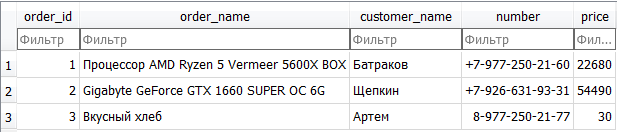 order_id order_name customer_name number price
Фильтр Фильтр Фильтр Фильтр Фил...
1 1 Процессор AMD Ryzen 5 Vermeer 5600X BOX Батраков +7-977-250-21-60 22680
2 2 Gigabyte GeForce GTX 1660 SUPER OC 6G Щепкин +7-926-631-93-31 54490
3 3 Вкусный хлеб Артем 8-977-250-21-77 30